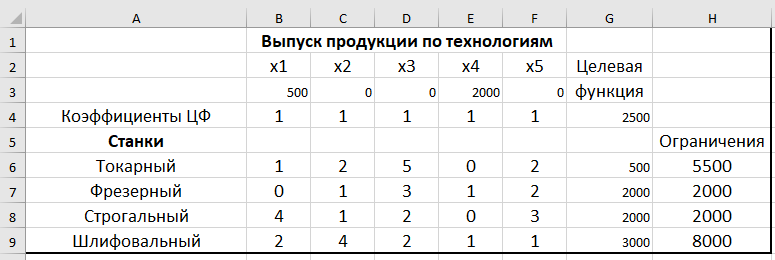 A B C D E F G H
1 Выпуск продукции по технологиям
2 x1 x2 x3 x4 x5 Целевая
3 500 0 0 2000 0 функция
4 Коэффициенты ЦФ 1 1 1 1 1 2500
5 Станки Ограничения
6 Токарный 1 2 5 0 2 500 5500
7 Фрезерный 0 1 3 1 2 2000 2000
8 Строгальный 4 1 2 0 3 2000 2000
9 Шлифовальный 2 4 2 1 1 3000 8000